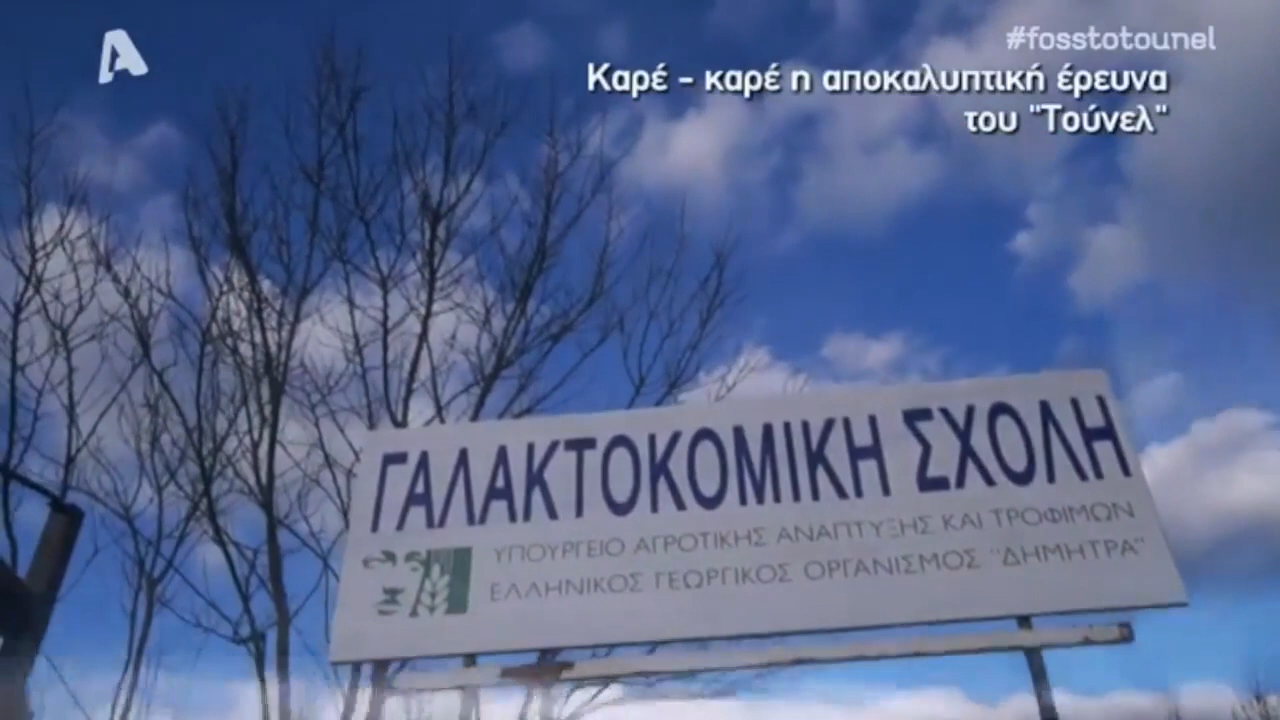 #fosstotounel
Καρέ - καρέ η αποκαλυπτική έρευνα
του "Τούνελ"
ΓΑΛΑΚΤΟΚΟΜΙΚΗ ΣΧΟΛΗ
ΥΠΟΥΡΓΕΙΟ ΑΓΡΟΤΙΚΗΣ ΑΝΑΠΤΥΞΗΣ ΚΑΙ ΤΡΟΦΙΜΩΝ
ΕΛΛΗΝΙΚΟΣ ΓΕΩΡΓΙΚΟΣ ΟΡΓΑΝΙΣΜΟΣ "ΔΗΜΗΤΡΑ"